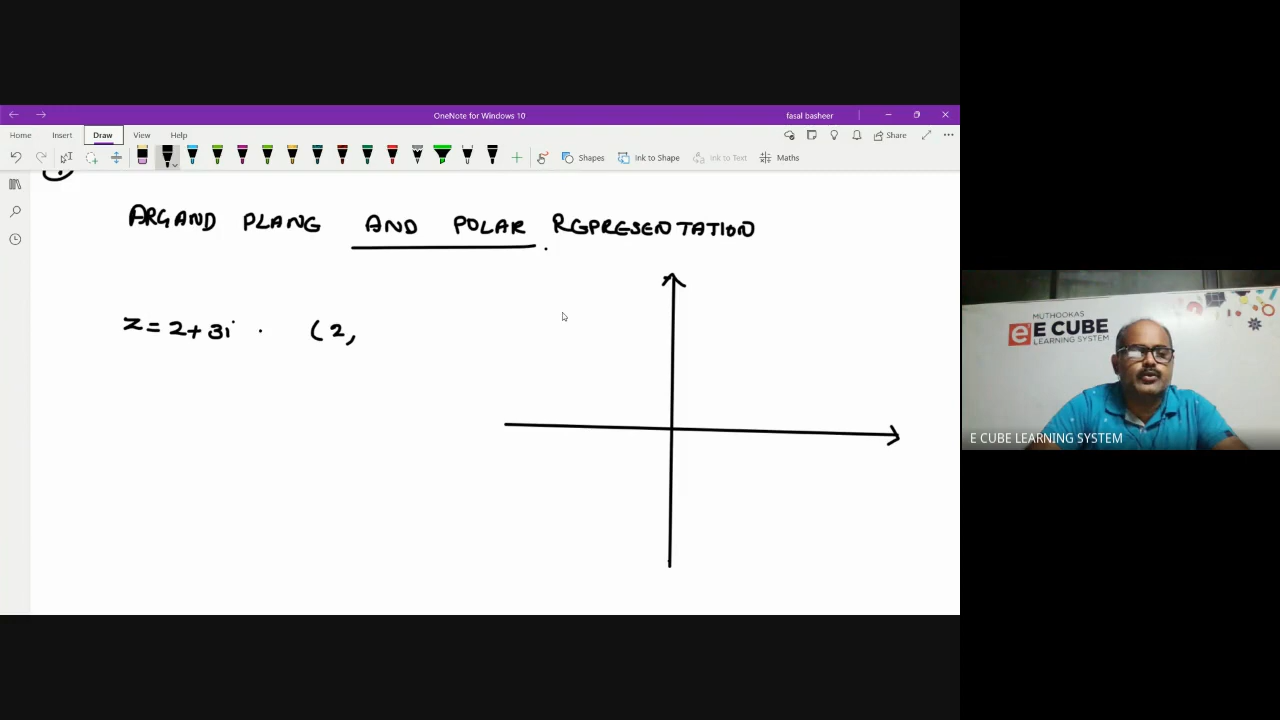 OneNote for Windows 10
fasal basheer
Home Insert Draw View Help
Share
Shapes Ink to Shape Ink to Text Maths
ARGAND PLANG AND POLAR REPRESENTATION .
z = 2 + 3i . ( 2 ,
MUTHOOKAS
e E CUBE
LEARNING SYSTEM
E CUBE LEARNING SYSTEM